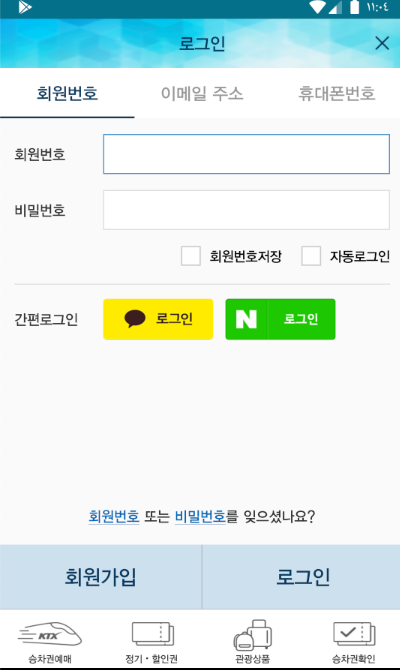 ١١:٠٤
로그인
회원번호 이메일 주소 휴대폰번호
회원번호
비밀번호
회원번호저장 자동로그인
간편로그인 로그인 N 로그인
회원번호 또는 비밀번호를 잊으셨나요?
회원가입 로그인
KTX
승차권예매 정기・할인권 관광상품 승차권확인